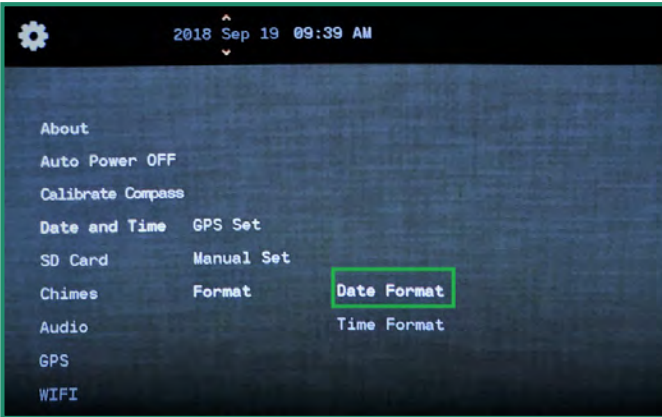 2018 Sep 19 09:39 AM
About
Auto Power OFF
Calibrate Compass
Date and Time GPS Set
SD Card Manual Set
Chimes Format Date Format
Audio Time Format
GPS
WIFI